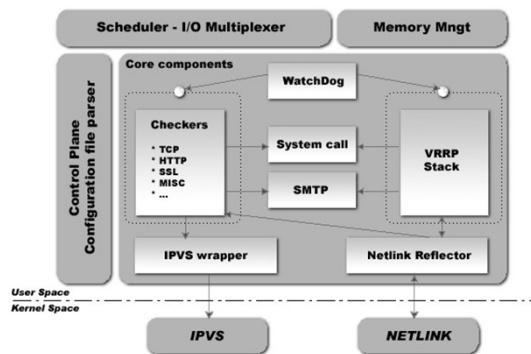 Scheduler - I/O Multiplexer
Memory Mngt
Control Plane
Configuration file parser
Core components
WatchDog
Checkers
* TCP
* HTTP
* SSL
* MISC
* ...
System call
SMTP
VRRP
Stack
IPVS wrapper
Netlink Reflector
User Space
Kernel Space
IPVS
NETLINK